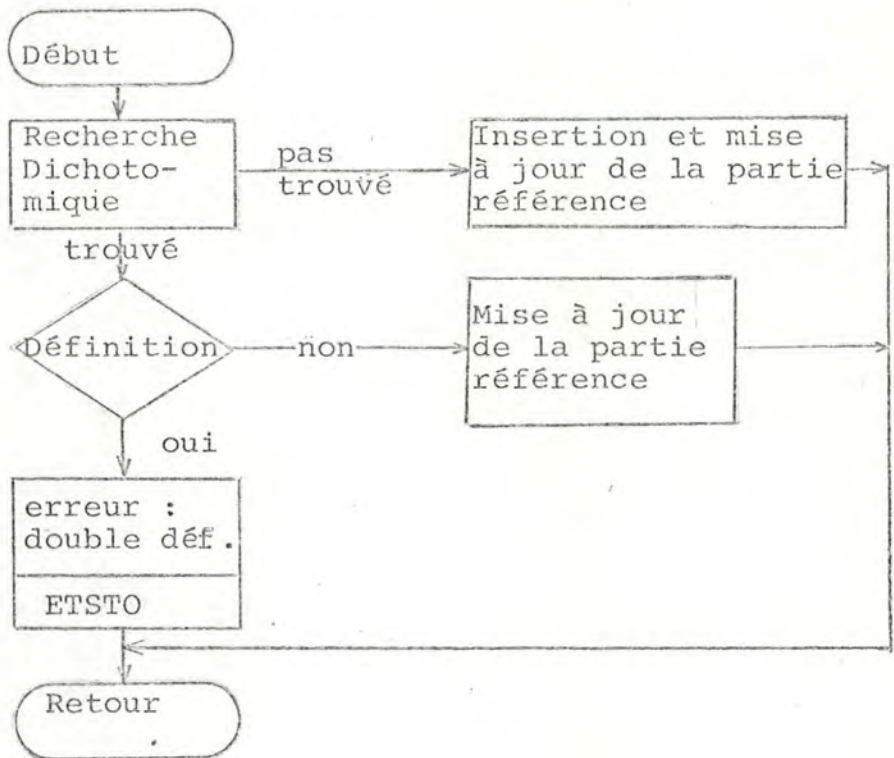 Début
Recherche
Dichoto-
mique
pas
trouvé
Insertion et mise
à jour de la partie
référence
trouvé
Définition
non
Mise à jour
de la partie
référence
oui
erreur :
double déf.
ETSTO
Retour